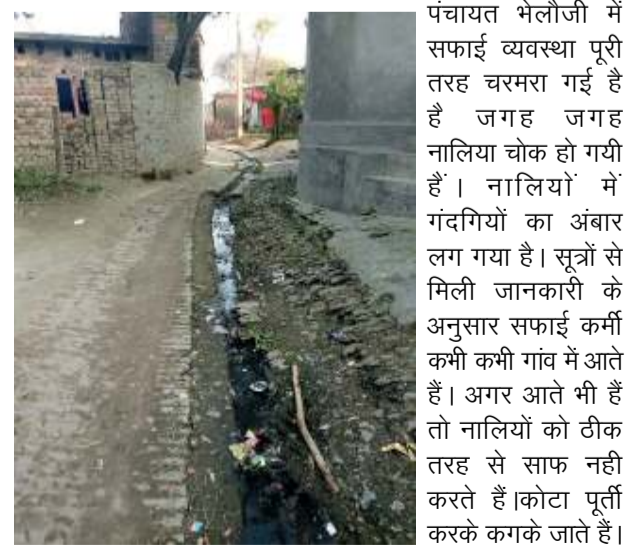 पंचायत भेलौजी में
सफाई व्यवस्था पूरी
तरह चरमरा गई है
है जगह जगह
नालिया चोक हो गयी
हैं। नालियों में
गंदगियों का अंबार
लग गया है। सूत्रों से
मिली जानकारी के
अनुसार सफाई कर्मी
कभी कभी गांव में आते
हैं। अगर आते भी हैं
तो नालियों को ठीक
तरह से साफ नही
करते हैं।कोटा पूर्ती
करके कगके जाते हैं।